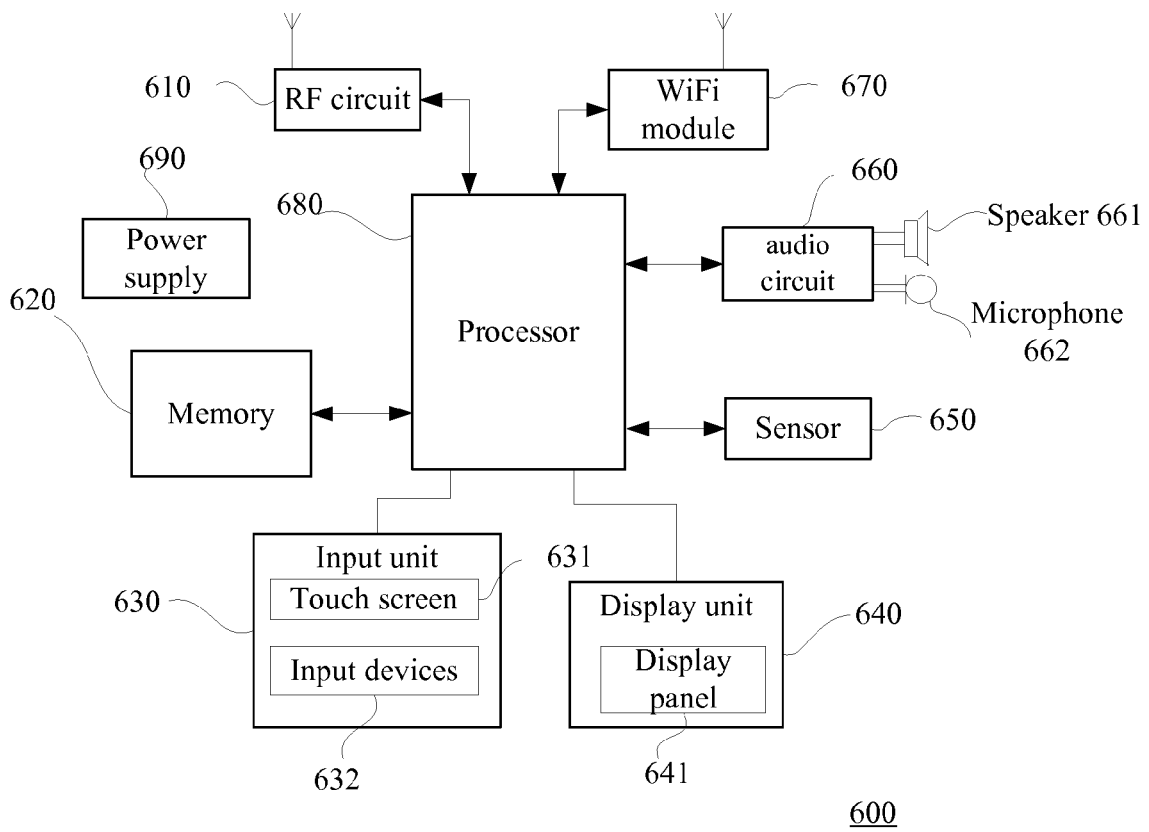 610
RF circuit
WiFi
module
670
690
Power
supply
680
660
audio
circuit
Speaker 661
Microphone
662
620
Memory
Processor
Sensor
650
Input unit
631
Touch screen
630
Input devices
632
Display unit
640
Display
panel
641
600